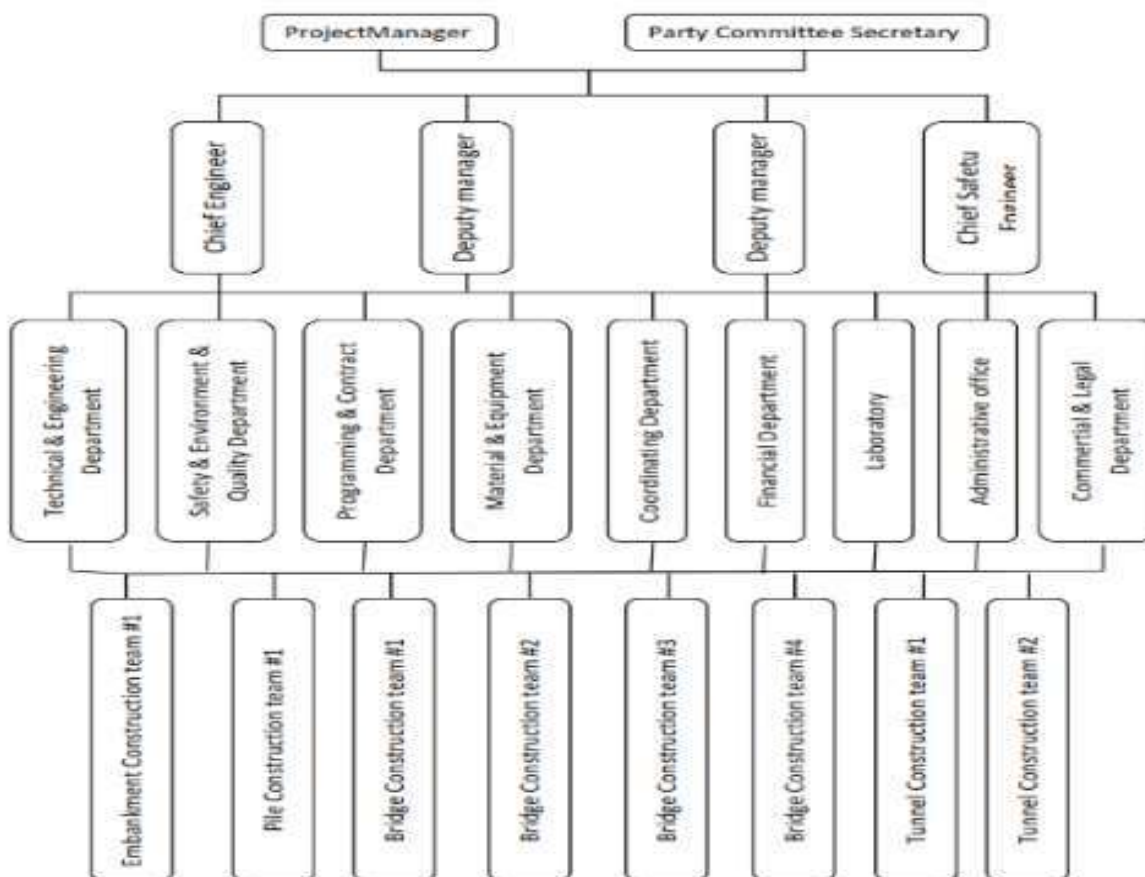 ProjectManager
Party Committee Secretary
Chief Engineer
Deputy manager
Deputy manager
Chief Safetu
Engineer
Technical & Engineering
Department
Safety & Environment &
Quality Department
Programming & Contract
Department
Material & Equipment
Department
Coordinating Department
Financial Department
Laboratory
Administrative office
Commercial & Legal
Department
Embankment Construction team #1
Pile Construction team #1
Bridge Construction team #1
Bridge Construction team #2
Bridge Construction team #3
Bridge Construction team #4
Tunnel Construction team #1
Tunnel Construction team #2